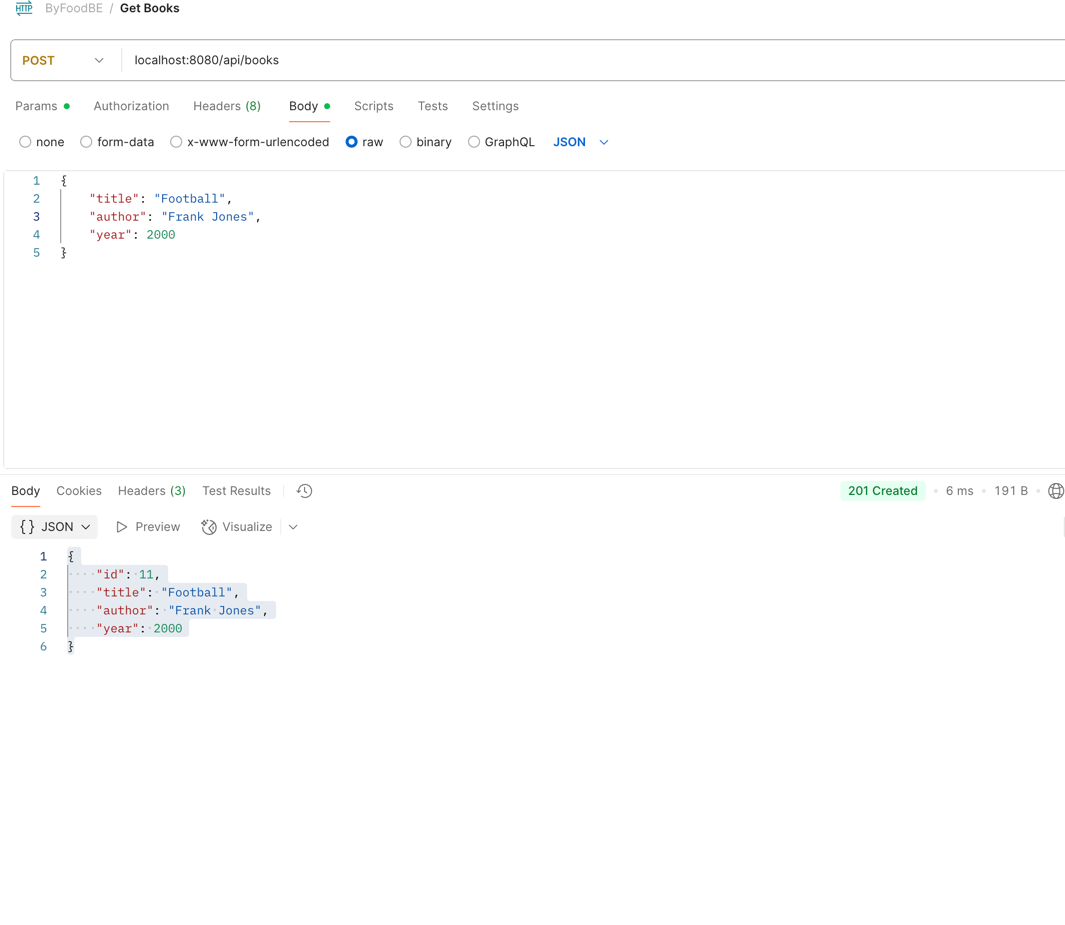 HTTP ByFoodBE / Get Books
POST localhost:8080/api/books
Params Authorization Headers (8) Body Scripts Tests Settings
none form-data x-www-form-urlencoded raw binary GraphQL JSON
1 {
2 "title": "Football",
3 "author": "Frank Jones",
4 "year": 2000
5 }
Body Cookies Headers (3) Test Results 201 Created 6 ms 191 B
{} JSON Preview Visualize
1 {
2 ····"id":·11,
3 ····"title":·"Football",
4 ····"author":·"Frank·Jones",
5 ····"year":·2000
6 }